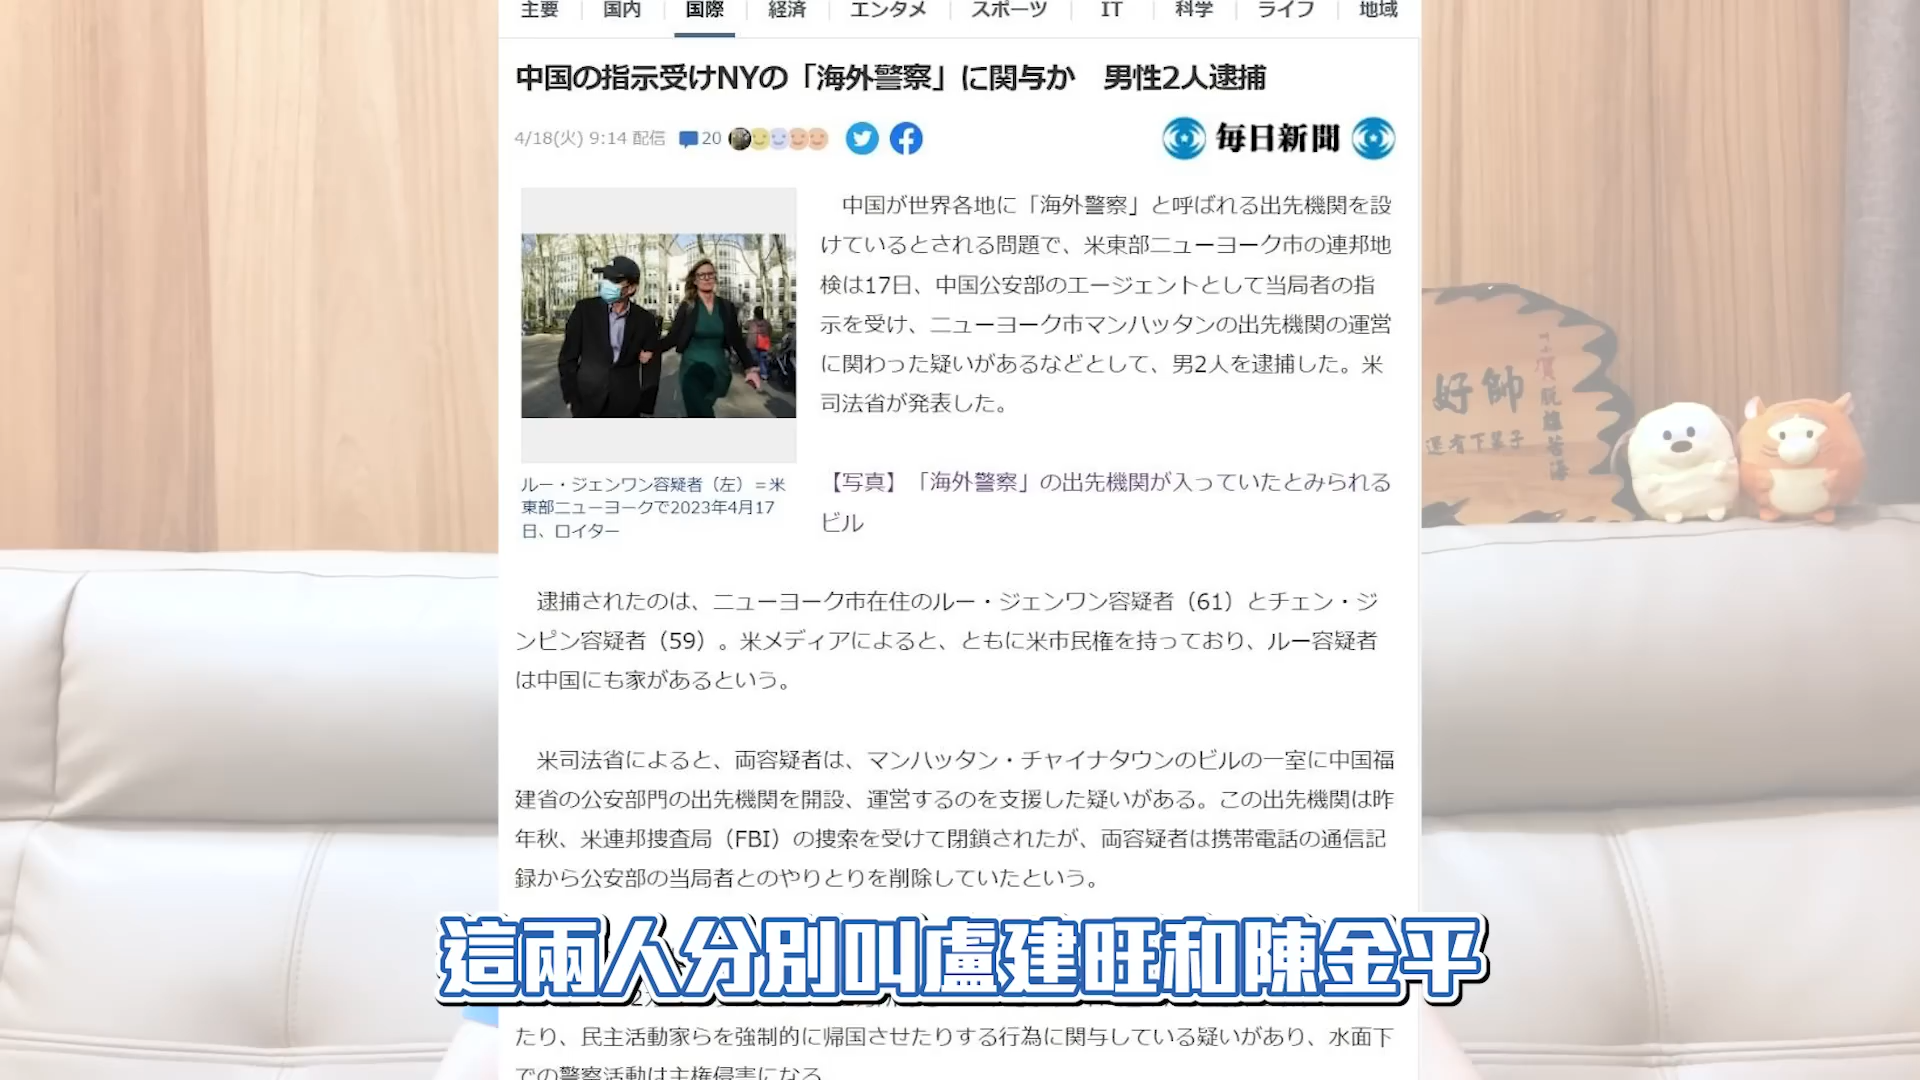 主要 国内 国際 経済 エンタメ スポーツ IT 科学 ライフ 地域
中国の指示受けNYの「海外警察」に関与か 男性2人逮捕
4/18(火) 9:14 配信 20
毎日新聞
中国が世界各地に「海外警察」と呼ばれる出先機関を設
けているとされる問題で、米東部ニューヨーク市の連邦地
検は17日、中国公安部のエージェントとして当局者の指
示を受け、ニューヨーク市マンハッタンの出先機関の運営
に関わった疑いがあるなどとして、男2人を逮捕した。米
司法省が発表した。
【写真】「海外警察」の出先機関が入っていたとみられる
ビル
ルー・ジェンワン容疑者（左）＝米
東部ニューヨークで2023年4月17
日、ロイター
逮捕されたのは、ニューヨーク市在住のルー・ジェンワン容疑者（61）とチェン・ジ
ンピン容疑者（59）。米メディアによると、ともに米市民権を持っており、ルー容疑者
は中国にも家があるという。
米司法省によると、両容疑者は、マンハッタン・チャイナタウンのビルの一室に中国福
建省の公安部門の出先機関を開設、運営するのを支援した疑いがある。この出先機関は昨
年秋、米連邦捜査局（FBI）の捜索を受けて閉鎖されたが、両容疑者は携帯電話の通信記
録から公安部の当局者とのやりとりを削除していたという。
這兩人分別叫盧建旺和陳金平
たり、民主活動家らを強制的に帰国させたりする行為に関与している疑いがあり、水面下
での警察活動は主権侵害になる。
好帥
還有下輩子
賀
脫離苦海